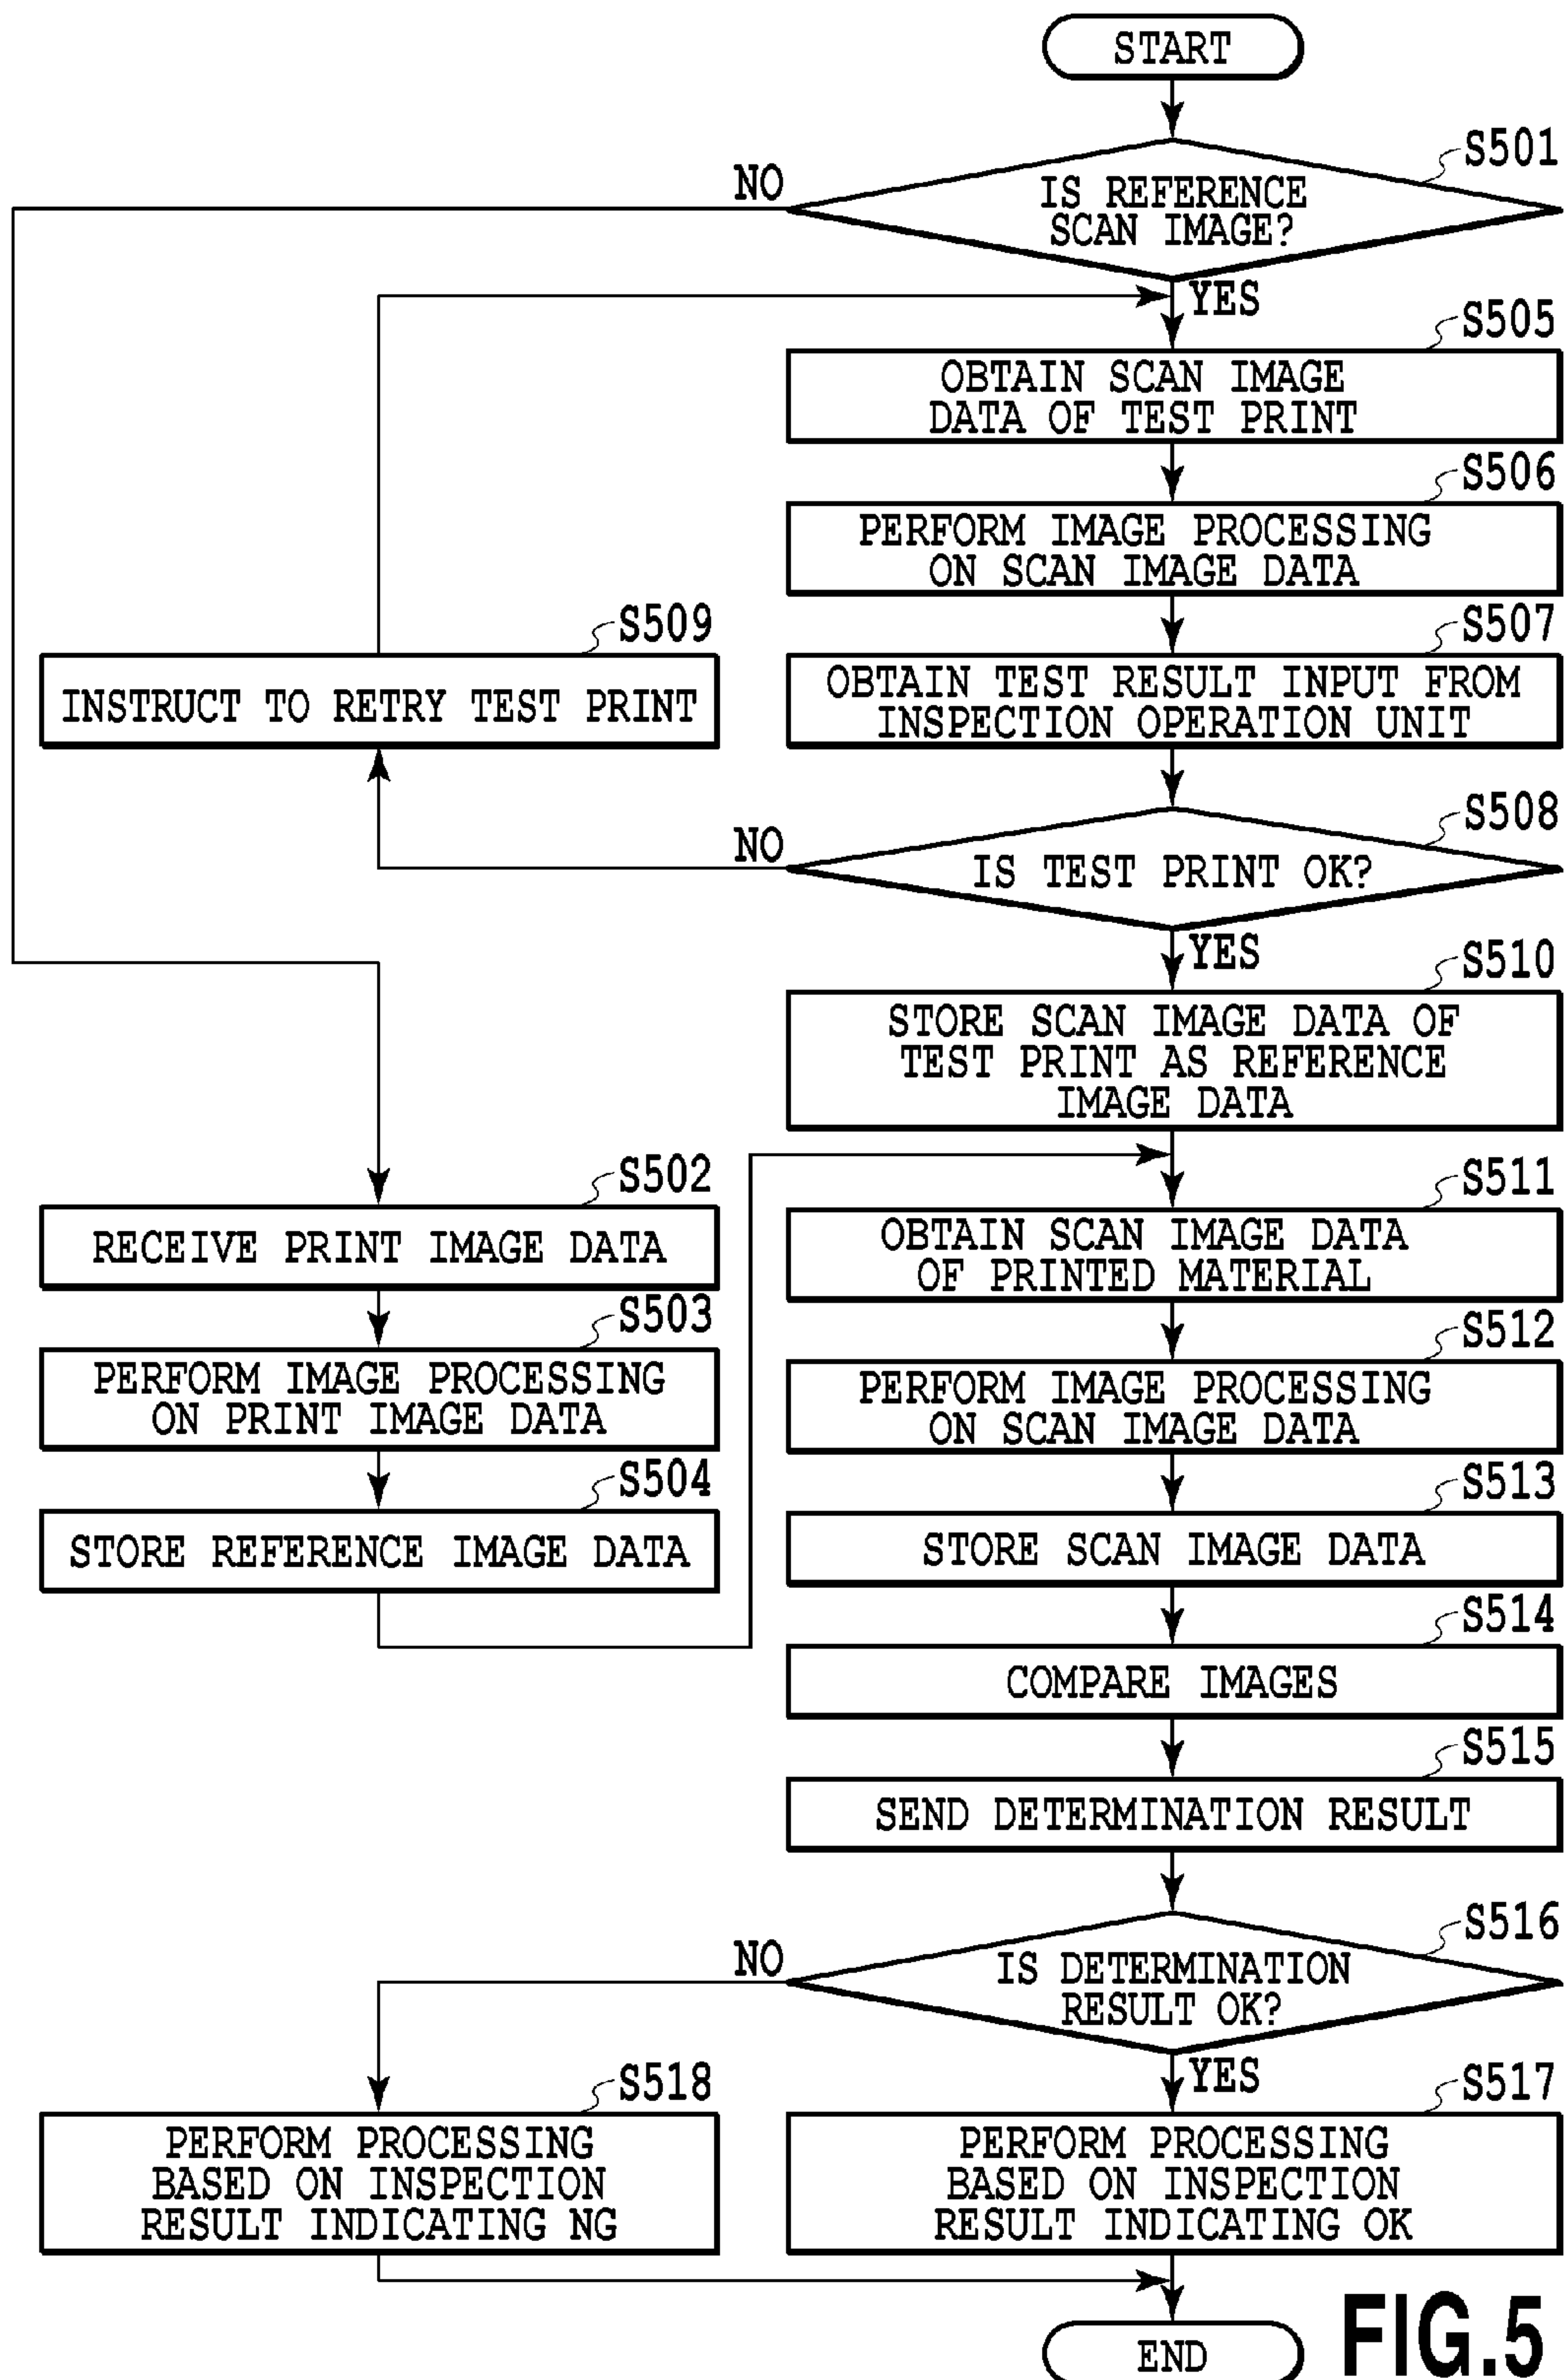 START
S501
NO
IS REFERENCE
SCAN IMAGE?
YES
S505
OBTAIN SCAN IMAGE
DATA OF TEST PRINT
S506
PERFORM IMAGE PROCESSING
ON SCAN IMAGE DATA
S509
INSTRUCT TO RETRY TEST PRINT
S507
OBTAIN TEST RESULT INPUT FROM
INSPECTION OPERATION UNIT
S508
NO
IS TEST PRINT OK?
YES
S510
STORE SCAN IMAGE DATA OF
TEST PRINT AS REFERENCE
IMAGE DATA
S502
RECEIVE PRINT IMAGE DATA
S503
PERFORM IMAGE PROCESSING
ON PRINT IMAGE DATA
S504
STORE REFERENCE IMAGE DATA
S511
OBTAIN SCAN IMAGE DATA
OF PRINTED MATERIAL
S512
PERFORM IMAGE PROCESSING
ON SCAN IMAGE DATA
S513
STORE SCAN IMAGE DATA
S514
COMPARE IMAGES
S515
SEND DETERMINATION RESULT
S516
NO
IS DETERMINATION
RESULT OK?
YES
S518
PERFORM PROCESSING
BASED ON INSPECTION
RESULT INDICATING NG
S517
PERFORM PROCESSING
BASED ON INSPECTION
RESULT INDICATING OK
END
FIG.5